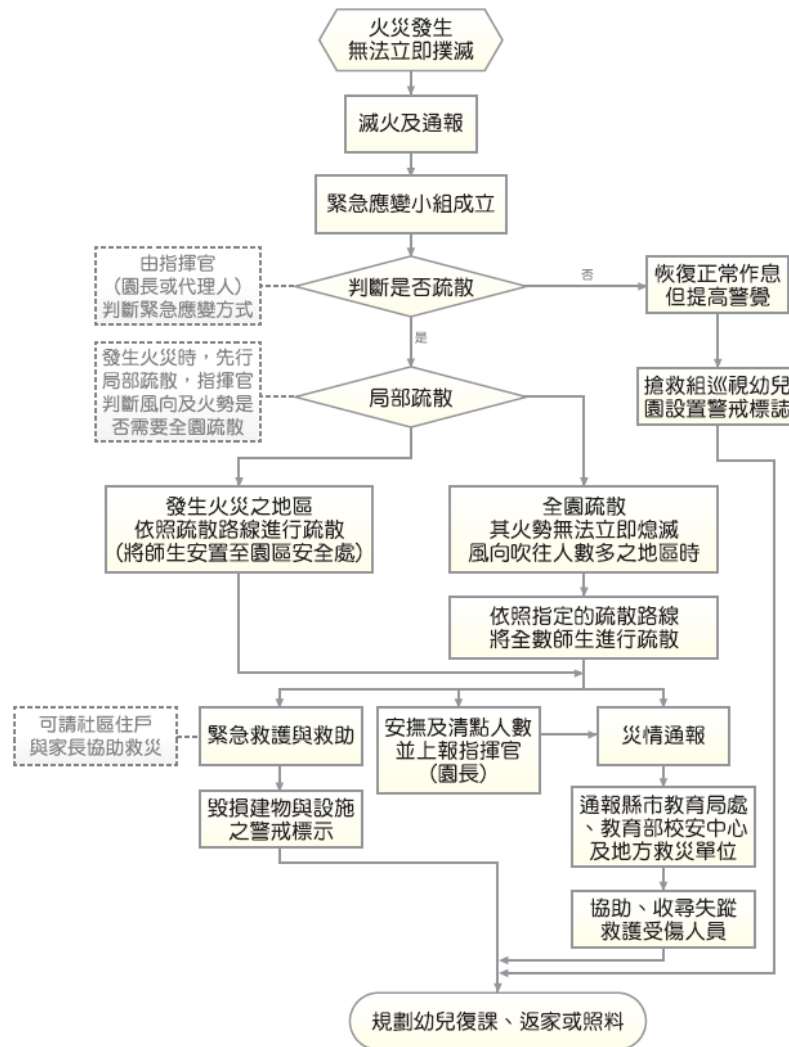 火災發生
無法立即撲滅
滅火及通報
緊急應變小組成立
由指揮官
(園長或代理人)
判斷緊急應變方式
判斷是否疏散
否
恢復正常作息
但提高警覺
是
發生火災時，先行
局部疏散，指揮官
判斷風向及火勢是
否需要全園疏散
局部疏散
搶救組巡視幼兒
園設置警戒標誌
發生火災之地區
依照疏散路線進行疏散
(將師生安置至園區安全處)
全園疏散
其火勢無法立即熄滅
風向吹往人數多之地區時
依照指定的疏散路線
將全數師生進行疏散
可請社區住戶
與家長協助救災
緊急救護與救助
安撫及清點人數
並上報指揮官
(園長)
災情通報
毀損建物與設施
之警戒標示
通報縣市教育局處
、教育部校安中心
及地方救災單位
協助、收尋失蹤
救護受傷人員
規劃幼兒復課、返家或照料